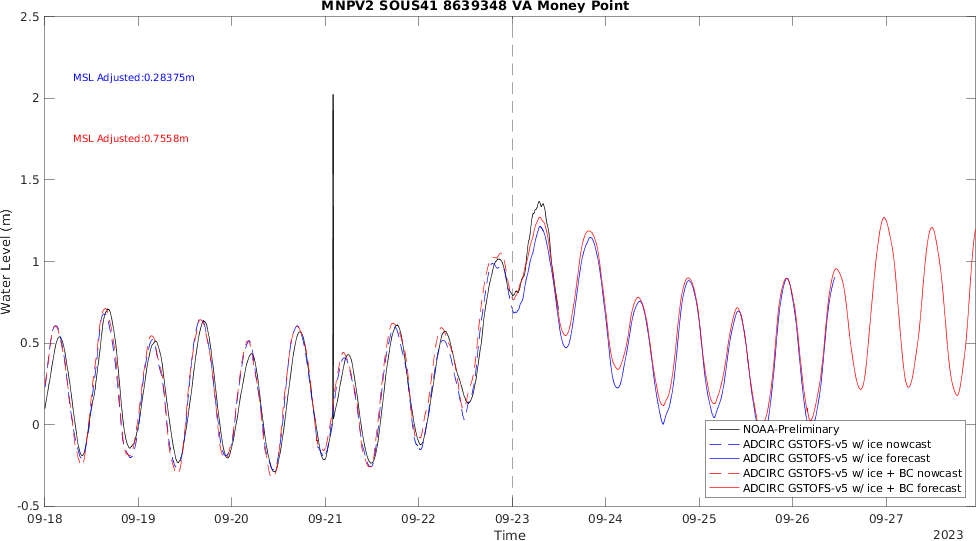 MNPV2 SOUS41 8639348 VA Money Point
2.5
MSL Adjusted:0.28375m
2
MSL Adjusted:0.7558m
1.5
Water Level (m)
1
0.5
0
-0.5
NOAA-Preliminary
ADCIRC GSTOFS-v5 w/ ice nowcast
ADCIRC GSTOFS-v5 w/ ice forecast
ADCIRC GSTOFS-v5 w/ ice + BC nowcast
ADCIRC GSTOFS-v5 w/ ice + BC forecast
09-18 09-19 09-20 09-21 09-22 09-23 09-24 09-25 09-26 09-27
Time
2023